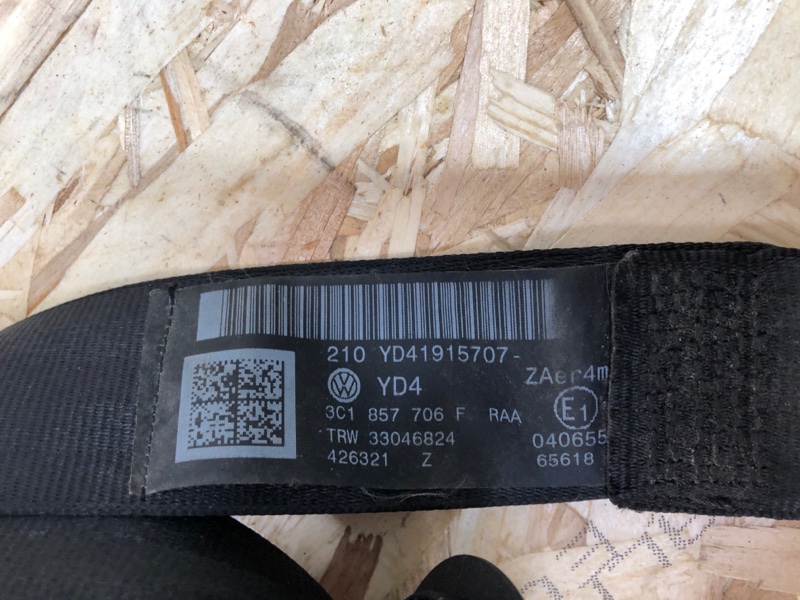 210 YD41915707-
YD4 ZAer4m
3C1 857 706 F RAA E1
TRW 33046824 040655
426321 Z 65618